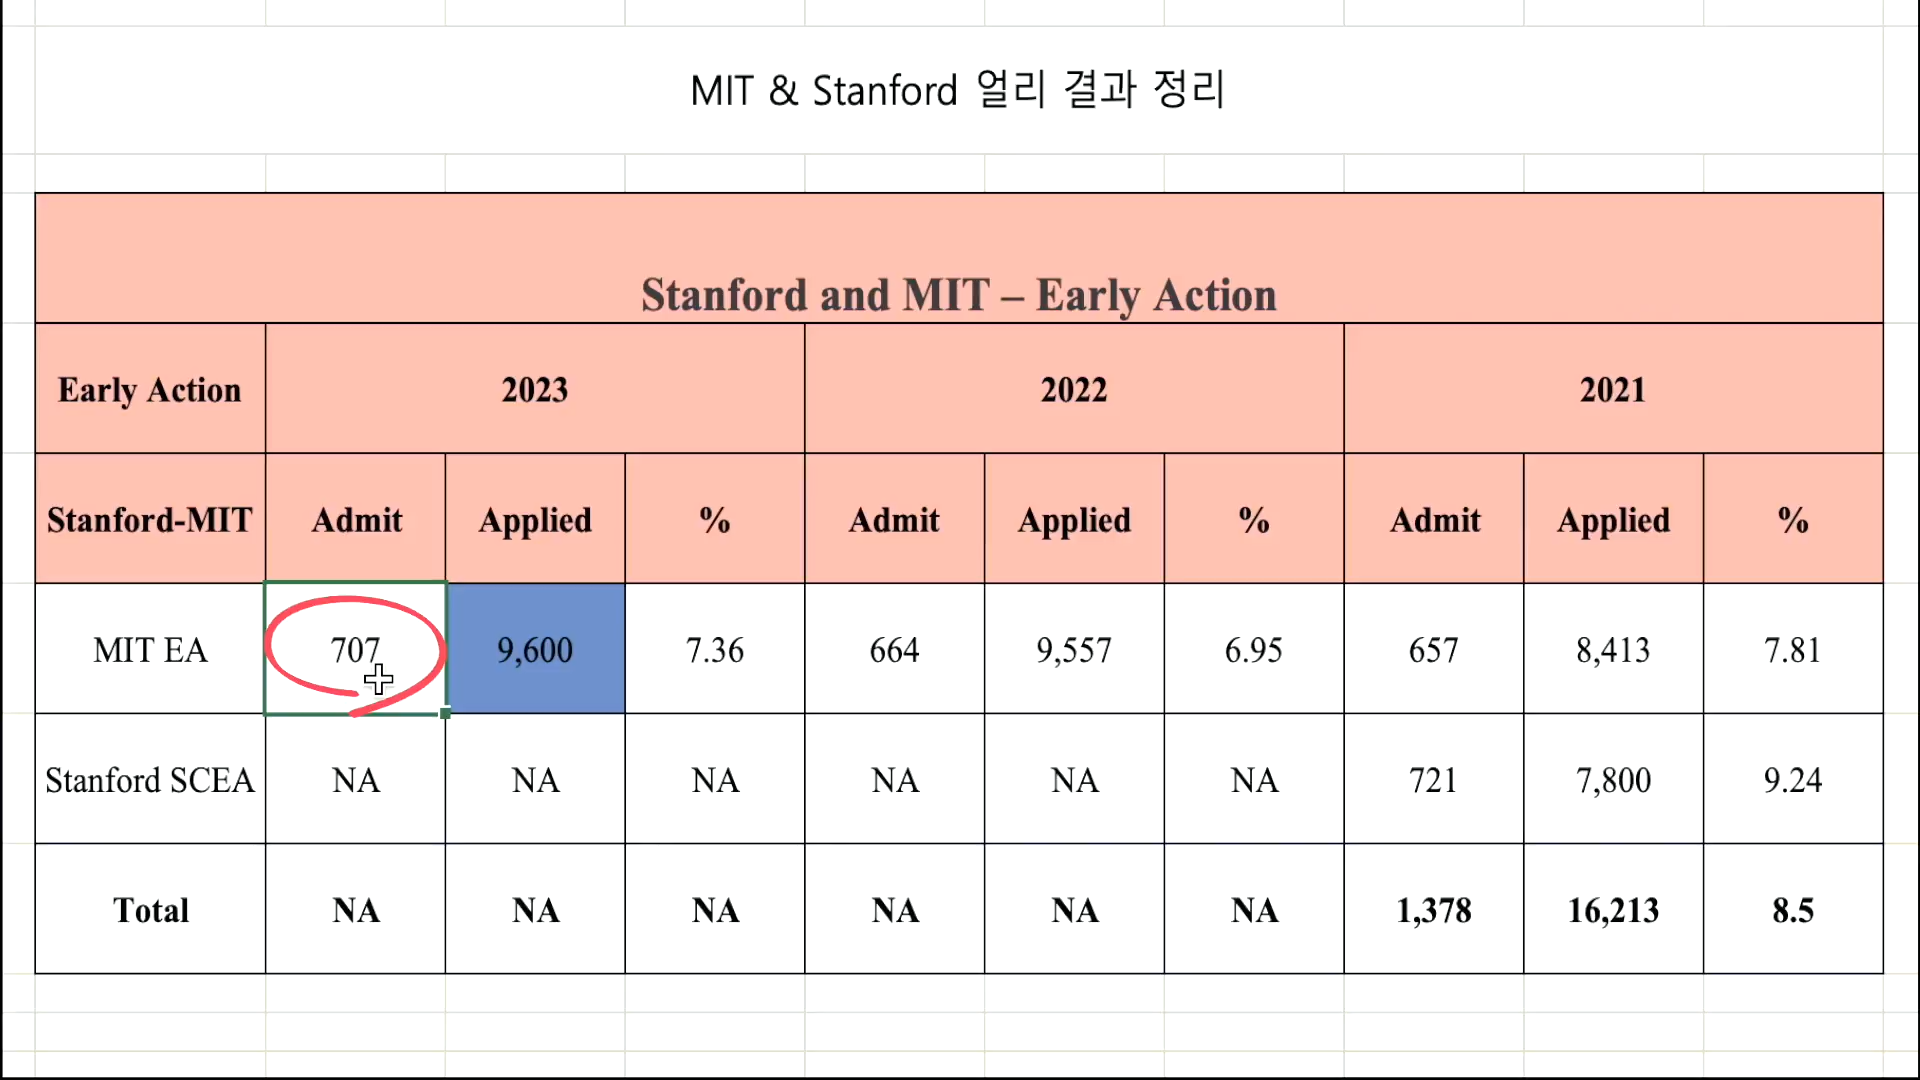 MIT & Stanford 얼리 결과 정리
Stanford and MIT – Early Action
Early Action 2023 2022 2021
Stanford-MIT Admit Applied % Admit Applied % Admit Applied %
MIT EA 707 9,600 7.36 664 9,557 6.95 657 8,413 7.81
Stanford SCEA NA NA NA NA NA NA 721 7,800 9.24
Total NA NA NA NA NA NA 1,378 16,213 8.5